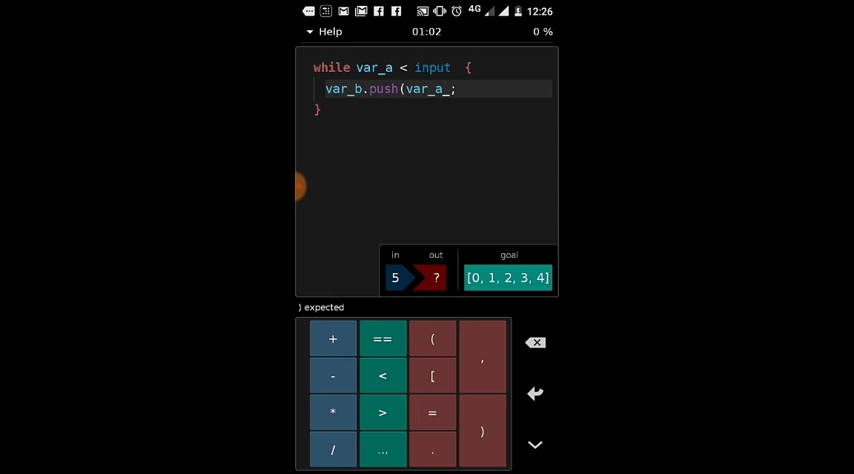 4G 12:26
Help 01:02 0 %
while var_a < input {
var_b.push(var_a_;
}
in out goal
5 ? [0, 1, 2, 3, 4]
) expected
+ == ( ,
- < [
* > = )
/ ... .